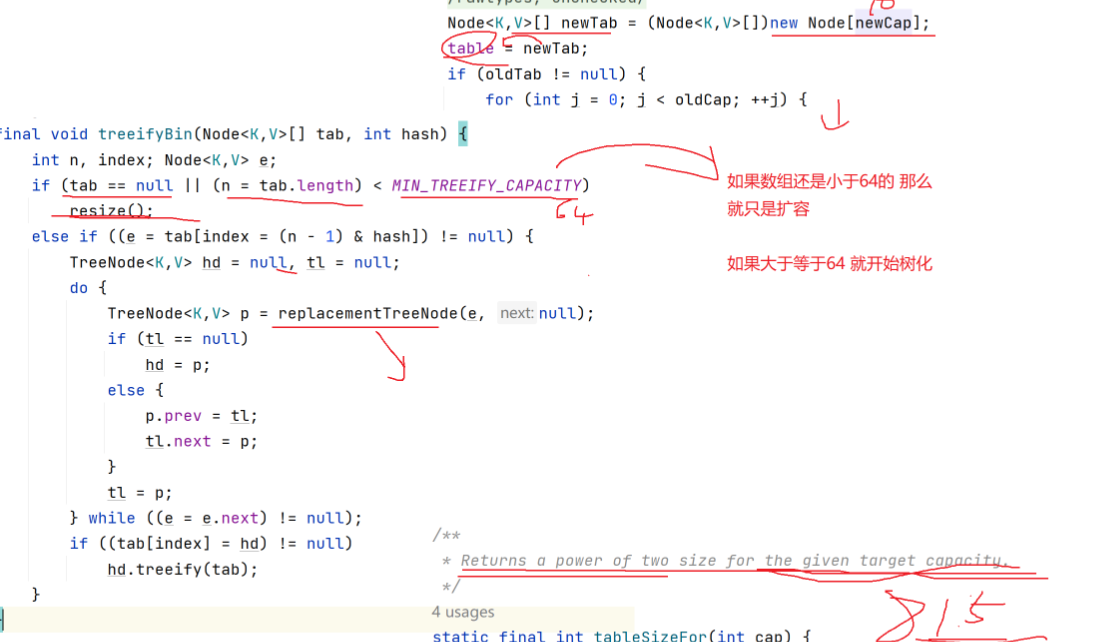 Node<K,V>[] newTab = (Node<K,V>[])new Node[newCap];
table = newTab;
if (oldTab != null) {
for (int j = 0; j < oldCap; ++j) {
final void treeifyBin(Node<K,V>[] tab, int hash) {
int n, index; Node<K,V> e;
if (tab == null || (n = tab.length) < MIN_TREEIFY_CAPACITY)
resize();
64
else if ((e = tab[index = (n - 1) & hash]) != null) {
TreeNode<K,V> hd = null, tl = null;
do {
TreeNode<K,V> p = replacementTreeNode(e, next: null);
if (tl == null)
hd = p;
else {
p.prev = tl;
tl.next = p;
}
tl = p;
} while ((e = e.next) != null);
if ((tab[index] = hd) != null)
hd.treeify(tab);
}
}
如果数组还是小于64的 那么
就只是扩容
如果大于等于64 就开始树化
/**
* Returns a power of two size for the given target capacity.
*/
4 usages
static final int tableSizeFor(int cap) {